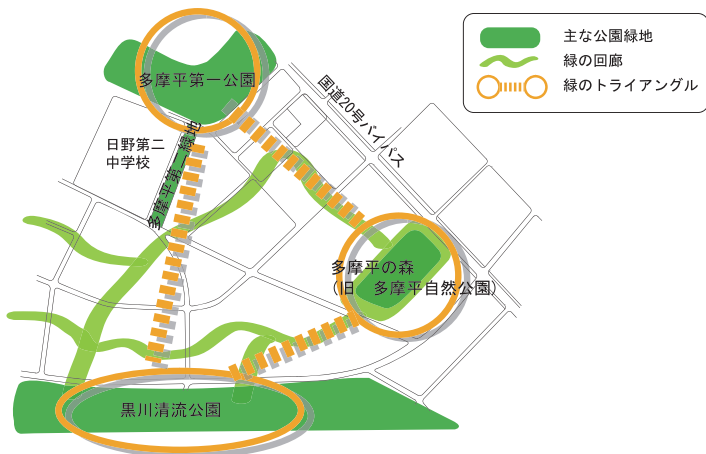 主な公園緑地
緑の回廊
緑のトライアングル
多摩平第一公園
国道20号バイパス
日野第二
中学校
多摩平第一緑地
多摩平の森
(旧 多摩平自然公園)
黒川清流公園